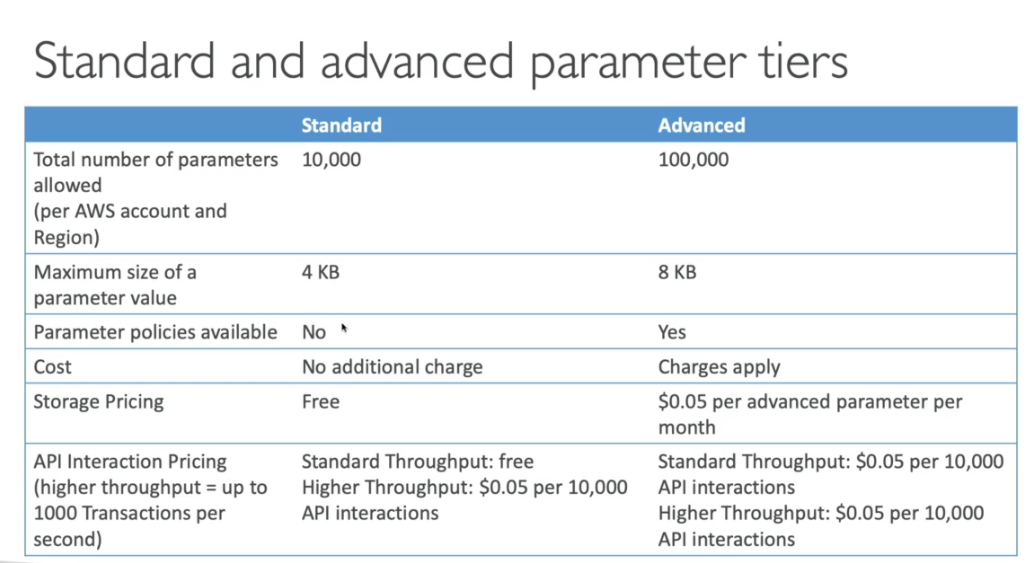 Standard and advanced parameter tiers
Standard Advanced
Total number of parameters allowed (per AWS account and Region) 10,000 100,000
Maximum size of a parameter value 4 KB 8 KB
Parameter policies available No Yes
Cost No additional charge Charges apply
Storage Pricing Free $0.05 per advanced parameter per month
API Interaction Pricing (higher throughput = up to 1000 Transactions per second)
Standard Throughput: free
Higher Throughput: $0.05 per 10,000 API interactions
Standard Throughput: $0.05 per 10,000 API interactions
Higher Throughput: $0.05 per 10,000 API interactions